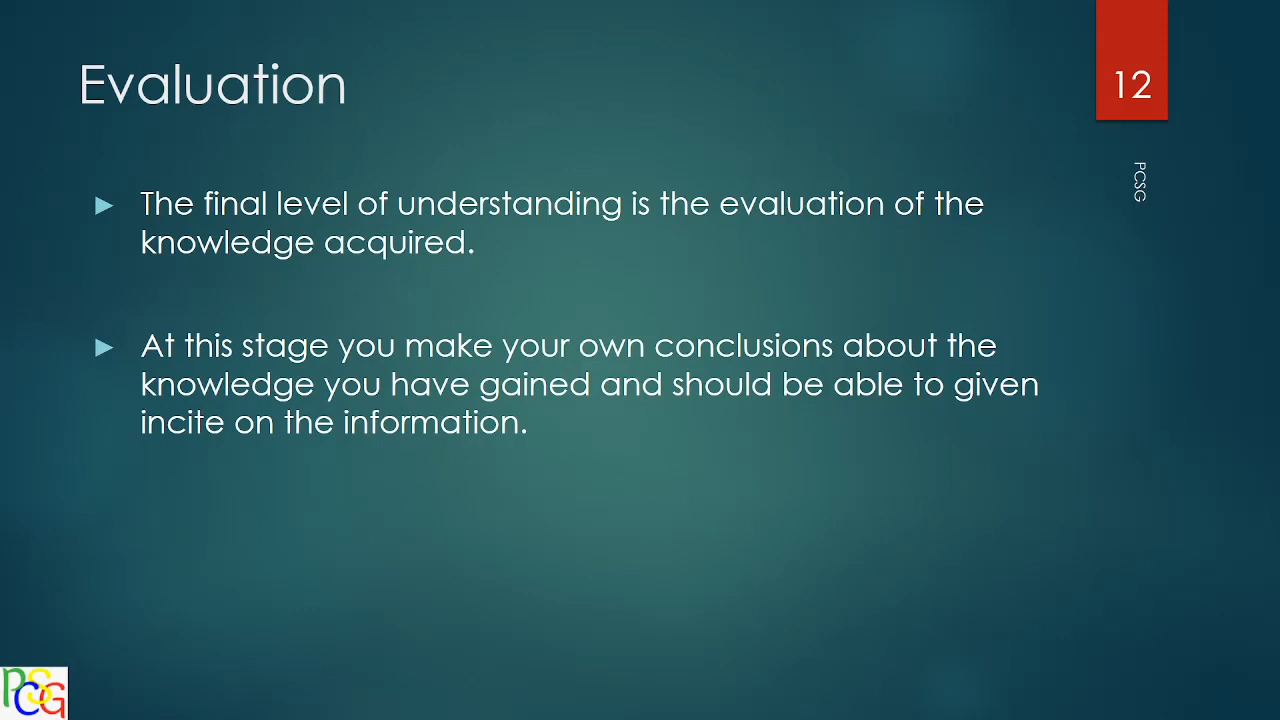 Evaluation
12
PCSG
► The final level of understanding is the evaluation of the
knowledge acquired.
► At this stage you make your own conclusions about the
knowledge you have gained and should be able to given
incite on the information.
PCSG